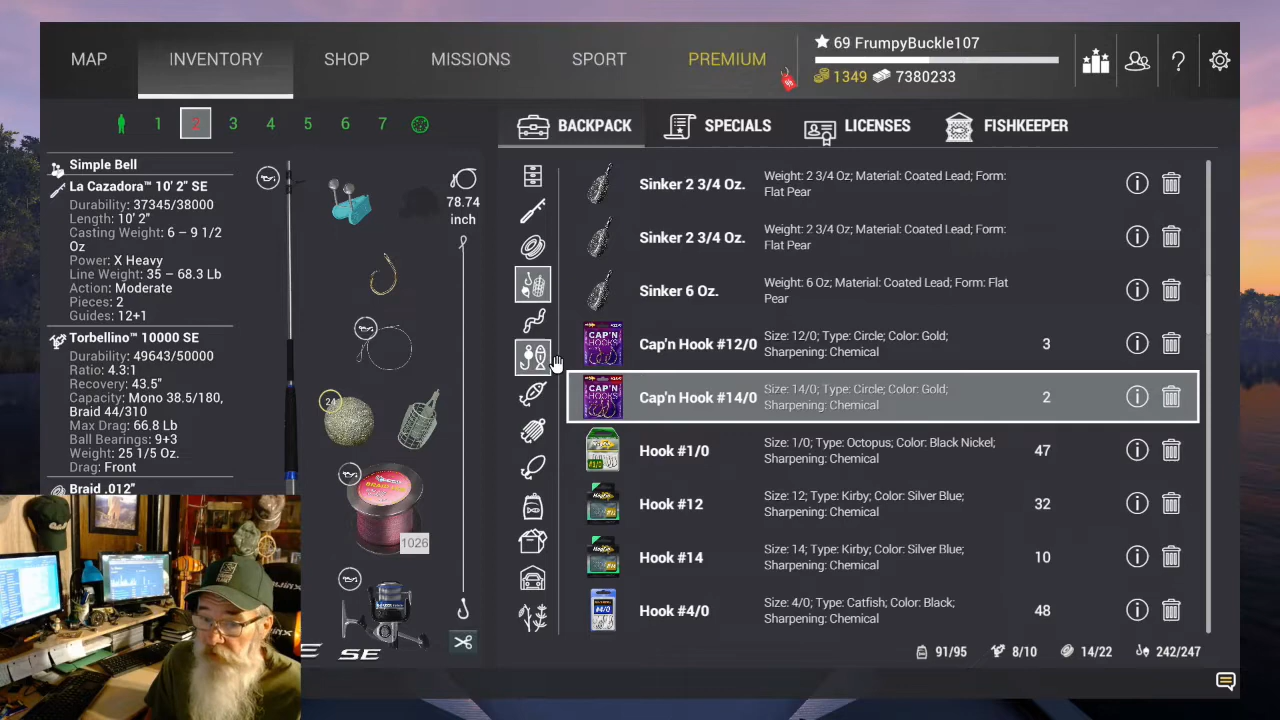 MAP
INVENTORY
SHOP
MISSIONS
SPORT
PREMIUM
69 FrumpyBuckle107
1349
7380233
?
1
2
3
4
5
6
7
BACKPACK
SPECIALS
LICENSES
FISHKEEPER
Simple Bell
La Cazadora™ 10' 2" SE
Durability: 37345/38000
Length: 10' 2"
Casting Weight: 6 – 9 1/2
Oz
Power: X Heavy
Line Weight: 35 – 68.3 Lb
Action: Moderate
Pieces: 2
Guides: 12+1
Torbellino™ 10000 SE
Durability: 49643/50000
Ratio: 4.3:1
Recovery: 43.5"
Capacity: Mono 38.5/180,
Braid 44/310
Max Drag: 66.8 Lb
Ball Bearings: 9+3
Weight: 25 1/5 Oz.
Drag: Front
Braid .012"
78.74
inch
24
1026
SE
Sinker 2 3/4 Oz.
Weight: 2 3/4 Oz; Material: Coated Lead; Form:
Flat Pear
Sinker 2 3/4 Oz.
Weight: 2 3/4 Oz; Material: Coated Lead; Form:
Flat Pear
Sinker 6 Oz.
Weight: 6 Oz; Material: Coated Lead; Form: Flat
Pear
CAP'N
HOOKS
Cap'n Hook #12/0
Size: 12/0; Type: Circle; Color: Gold;
Sharpening: Chemical
3
CAP'N
HOOKS
Cap'n Hook #14/0
Size: 14/0; Type: Circle; Color: Gold;
Sharpening: Chemical
2
#1/0
Hook #1/0
Size: 1/0; Type: Octopus; Color: Black Nickel;
Sharpening: Chemical
47
Hook #12
Size: 12; Type: Kirby; Color: Silver Blue;
Sharpening: Chemical
32
Hook #14
Size: 14; Type: Kirby; Color: Silver Blue;
Sharpening: Chemical
10
#4/0
Hook #4/0
Size: 4/0; Type: Catfish; Color: Black;
Sharpening: Chemical
48
91/95
8/10
14/22
242/247